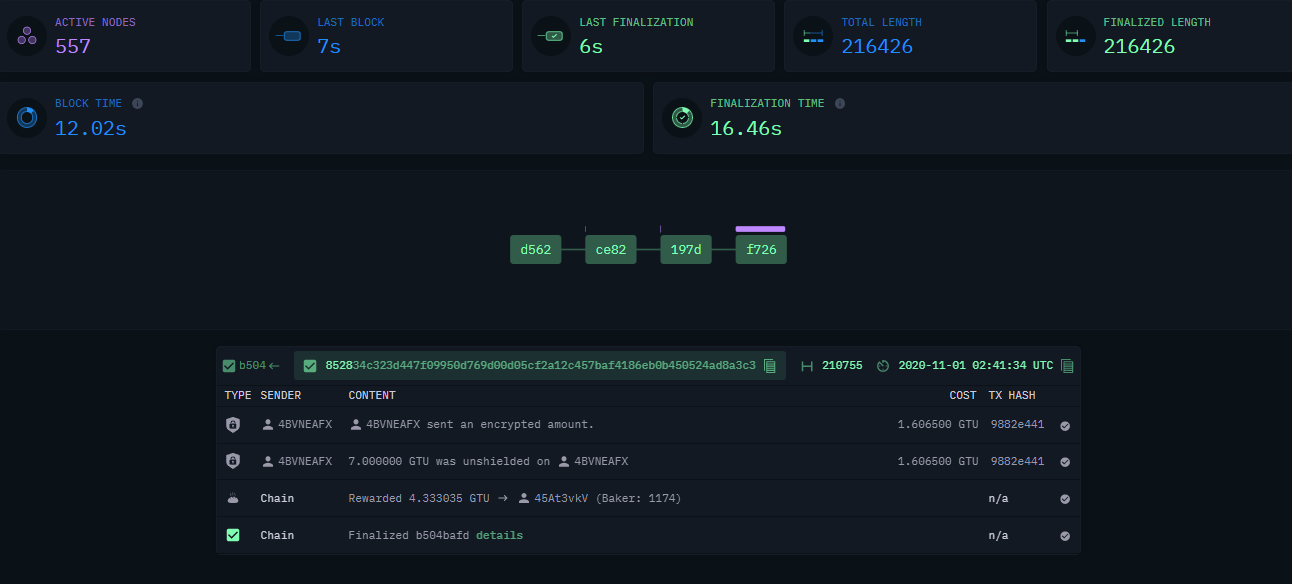 ACTIVE NODES
557
LAST BLOCK
7s
LAST FINALIZATION
6s
TOTAL LENGTH
216426
FINALIZED LENGTH
216426
BLOCK TIME
12.02s
FINALIZATION TIME
16.46s
d562 ce82 197d f726
b504← 852834c323d447f09950d769d00d05cf2a12c457baf4186eb0b450524ad8a3c3 210755 2020-11-01 02:41:34 UTC
TYPE SENDER CONTENT COST TX HASH
4BVNEAFX 4BVNEAFX sent an encrypted amount. 1.606500 GTU 9882e441
4BVNEAFX 7.000000 GTU was unshielded on 4BVNEAFX 1.606500 GTU 9882e441
Chain Rewarded 4.333035 GTU → 45At3vkV (Baker: 1174) n/a
Chain Finalized b504bafd details n/a